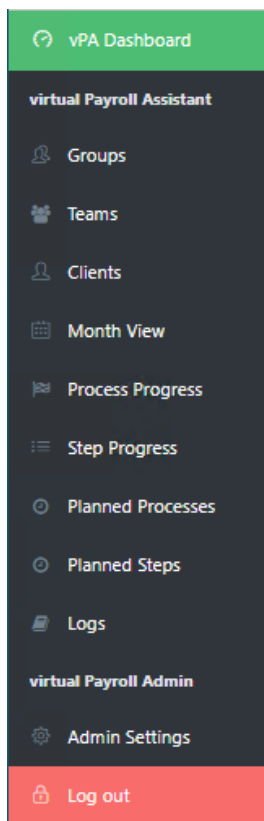 vPA Dashboard
virtual Payroll Assistant
Groups
Teams
Clients
Month View
Process Progress
Step Progress
Planned Processes
Planned Steps
Logs
virtual Payroll Admin
Admin Settings
Log out